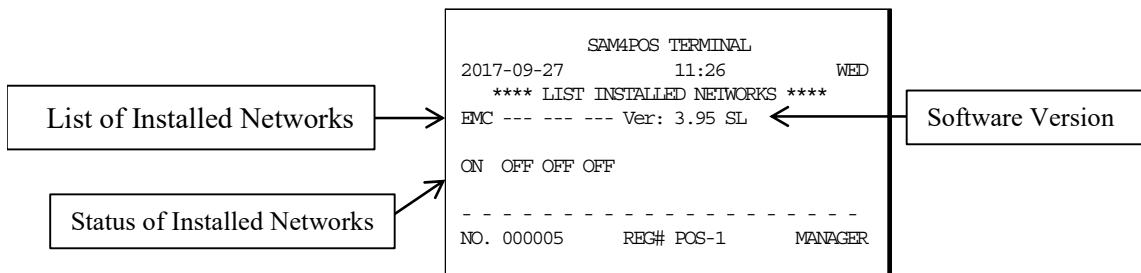 SAM4POS TERMINAL
2017-09-27 11:26 WED
**** LIST INSTALLED NETWORKS ****
List of Installed Networks
EMC --- --- --- Ver: 3.95 SL
Software Version
ON OFF OFF OFF
Status of Installed Networks
- - - - - - - - - - - - - - - - - - - -
NO. 000005 REG# POS-1 MANAGER